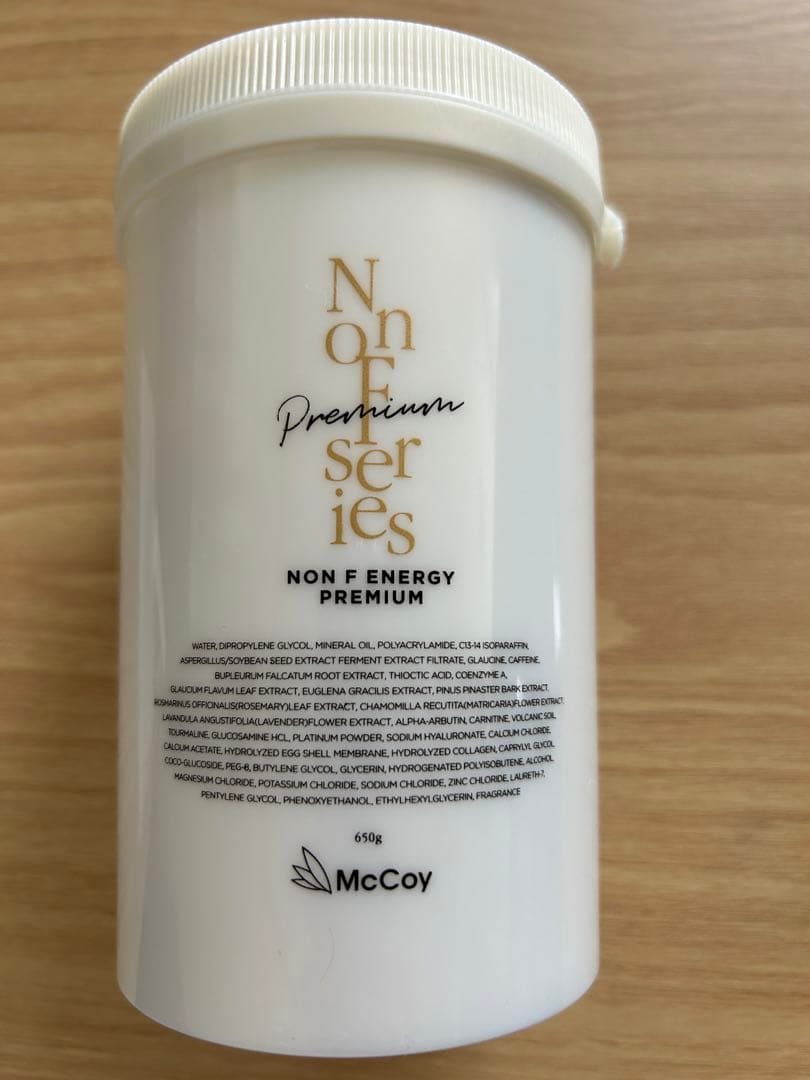 Non
F
Premium
series
NON F ENERGY
PREMIUM
WATER, DIPROPYLENE GLYCOL, MINERAL OIL, POLYACRYLAMIDE, C13-14 ISOPARAFFIN,
ASPERGILLUS/SOYBEAN SEED EXTRACT FERMENT EXTRACT FILTRATE, GLAUCINE, CAFFEINE,
BUPLEURUM FALCATUM ROOT EXTRACT, THIOCTIC ACID, COENZYME A,
GLAUCIUM FLAVUM LEAF EXTRACT, EUGLENA GRACILIS EXTRACT, PINUS PINASTER BARK EXTRACT,
ROSMARINUS OFFICINALIS(ROSEMARY)LEAF EXTRACT, CHAMOMILLA RECUTITA(MATRICARIA)FLOWER EXTRACT,
LAVANDULA ANGUSTIFOLIA(LAVENDER)FLOWER EXTRACT, ALPHA-ARBUTIN, CARNITINE, VOLCANIC SOIL,
TOURMALINE, GLUCOSAMINE HCL, PLATINUM POWDER, SODIUM HYALURONATE, CALCIUM CHLORIDE,
CALCIUM ACETATE, HYDROLYZED EGG SHELL MEMBRANE, HYDROLYZED COLLAGEN, CAPRYLYL GLYCOL,
COCO-GLUCOSIDE, PEG-8, BUTYLENE GLYCOL, GLYCERIN, HYDROGENATED POLYISOBUTENE, ALCOHOL,
MAGNESIUM CHLORIDE, POTASSIUM CHLORIDE, SODIUM CHLORIDE, ZINC CHLORIDE, LAURETH-7,
PENTYLENE GLYCOL, PHENOXYETHANOL, ETHYLHEXYLGLYCERIN, FRAGRANCE
650g
McCoy